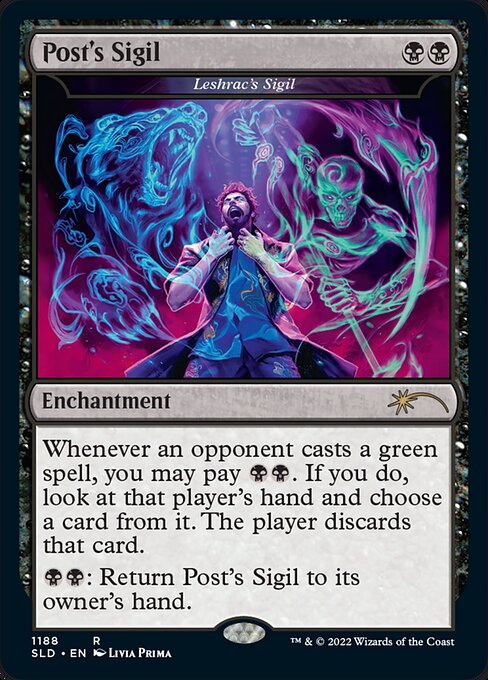 Post's Sigil
Leshrac's Sigil
Enchantment
Whenever an opponent casts a green
spell, you may pay . If you do,
look at that player's hand and choose
a card from it. The player discards
that card.
: Return Post's Sigil to its
owner's hand.
1188 R
SLD • EN Livia Prima
™ & © 2022 Wizards of the Coast